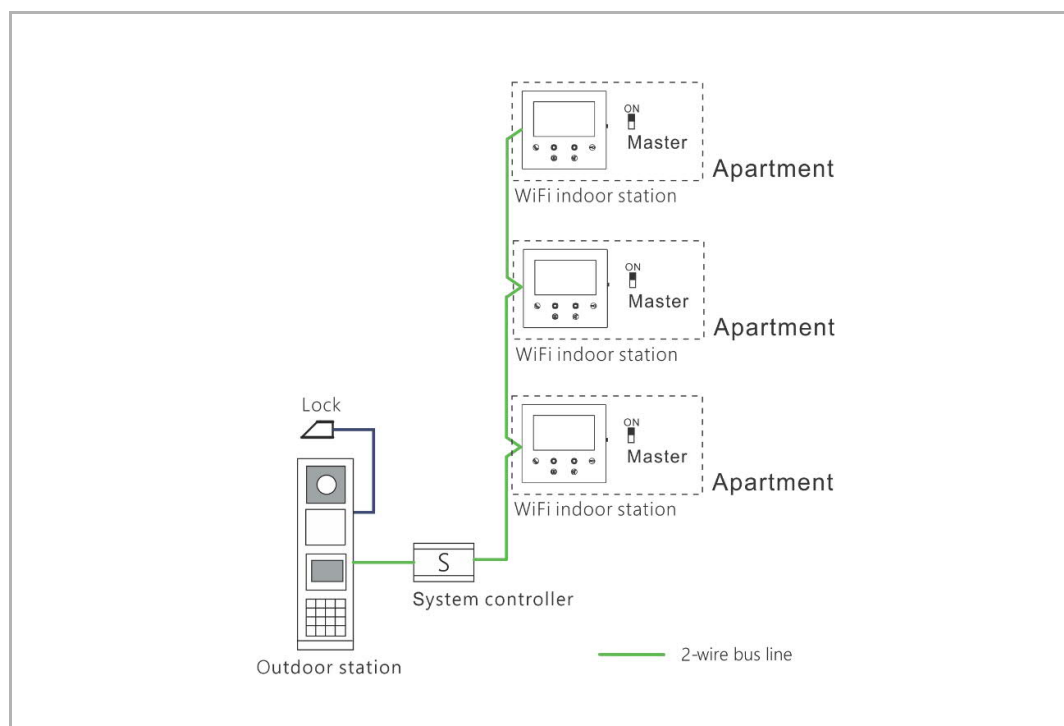 ON
Master
Apartment
WiFi indoor station
ON
Master
Apartment
WiFi indoor station
ON
Master
Apartment
WiFi indoor station
Lock
S
System controller
Outdoor station
2-wire bus line